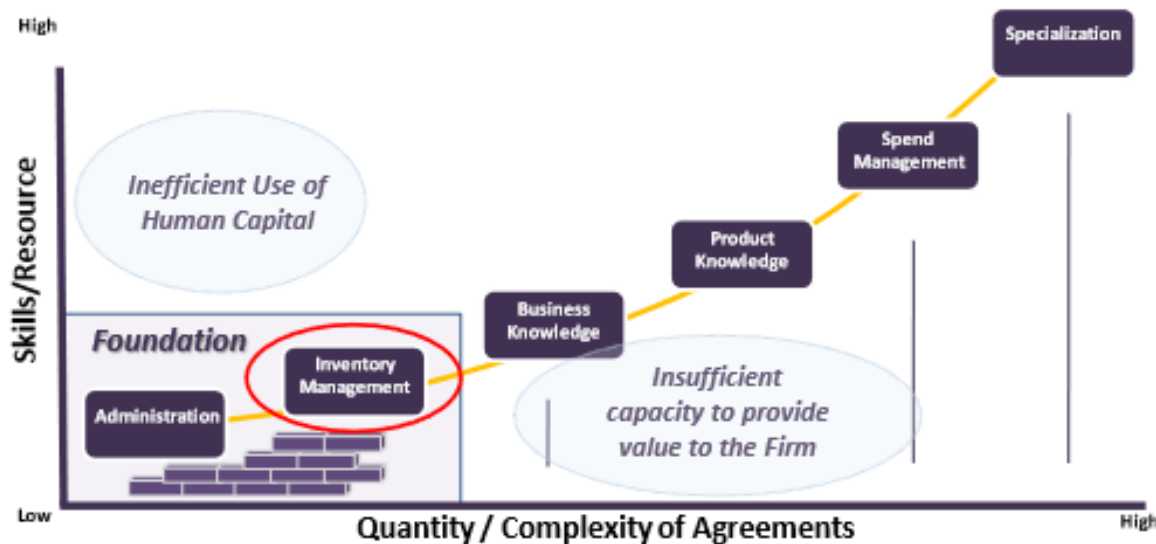 High
Specialization
Spend
Management
Inefficient Use of
Human Capital
Skills/Resource
Product
Knowledge
Business
Knowledge
Foundation
Inventory
Management
Administration
Insufficient
capacity to provide
value to the Firm
Low
Quantity / Complexity of Agreements
High